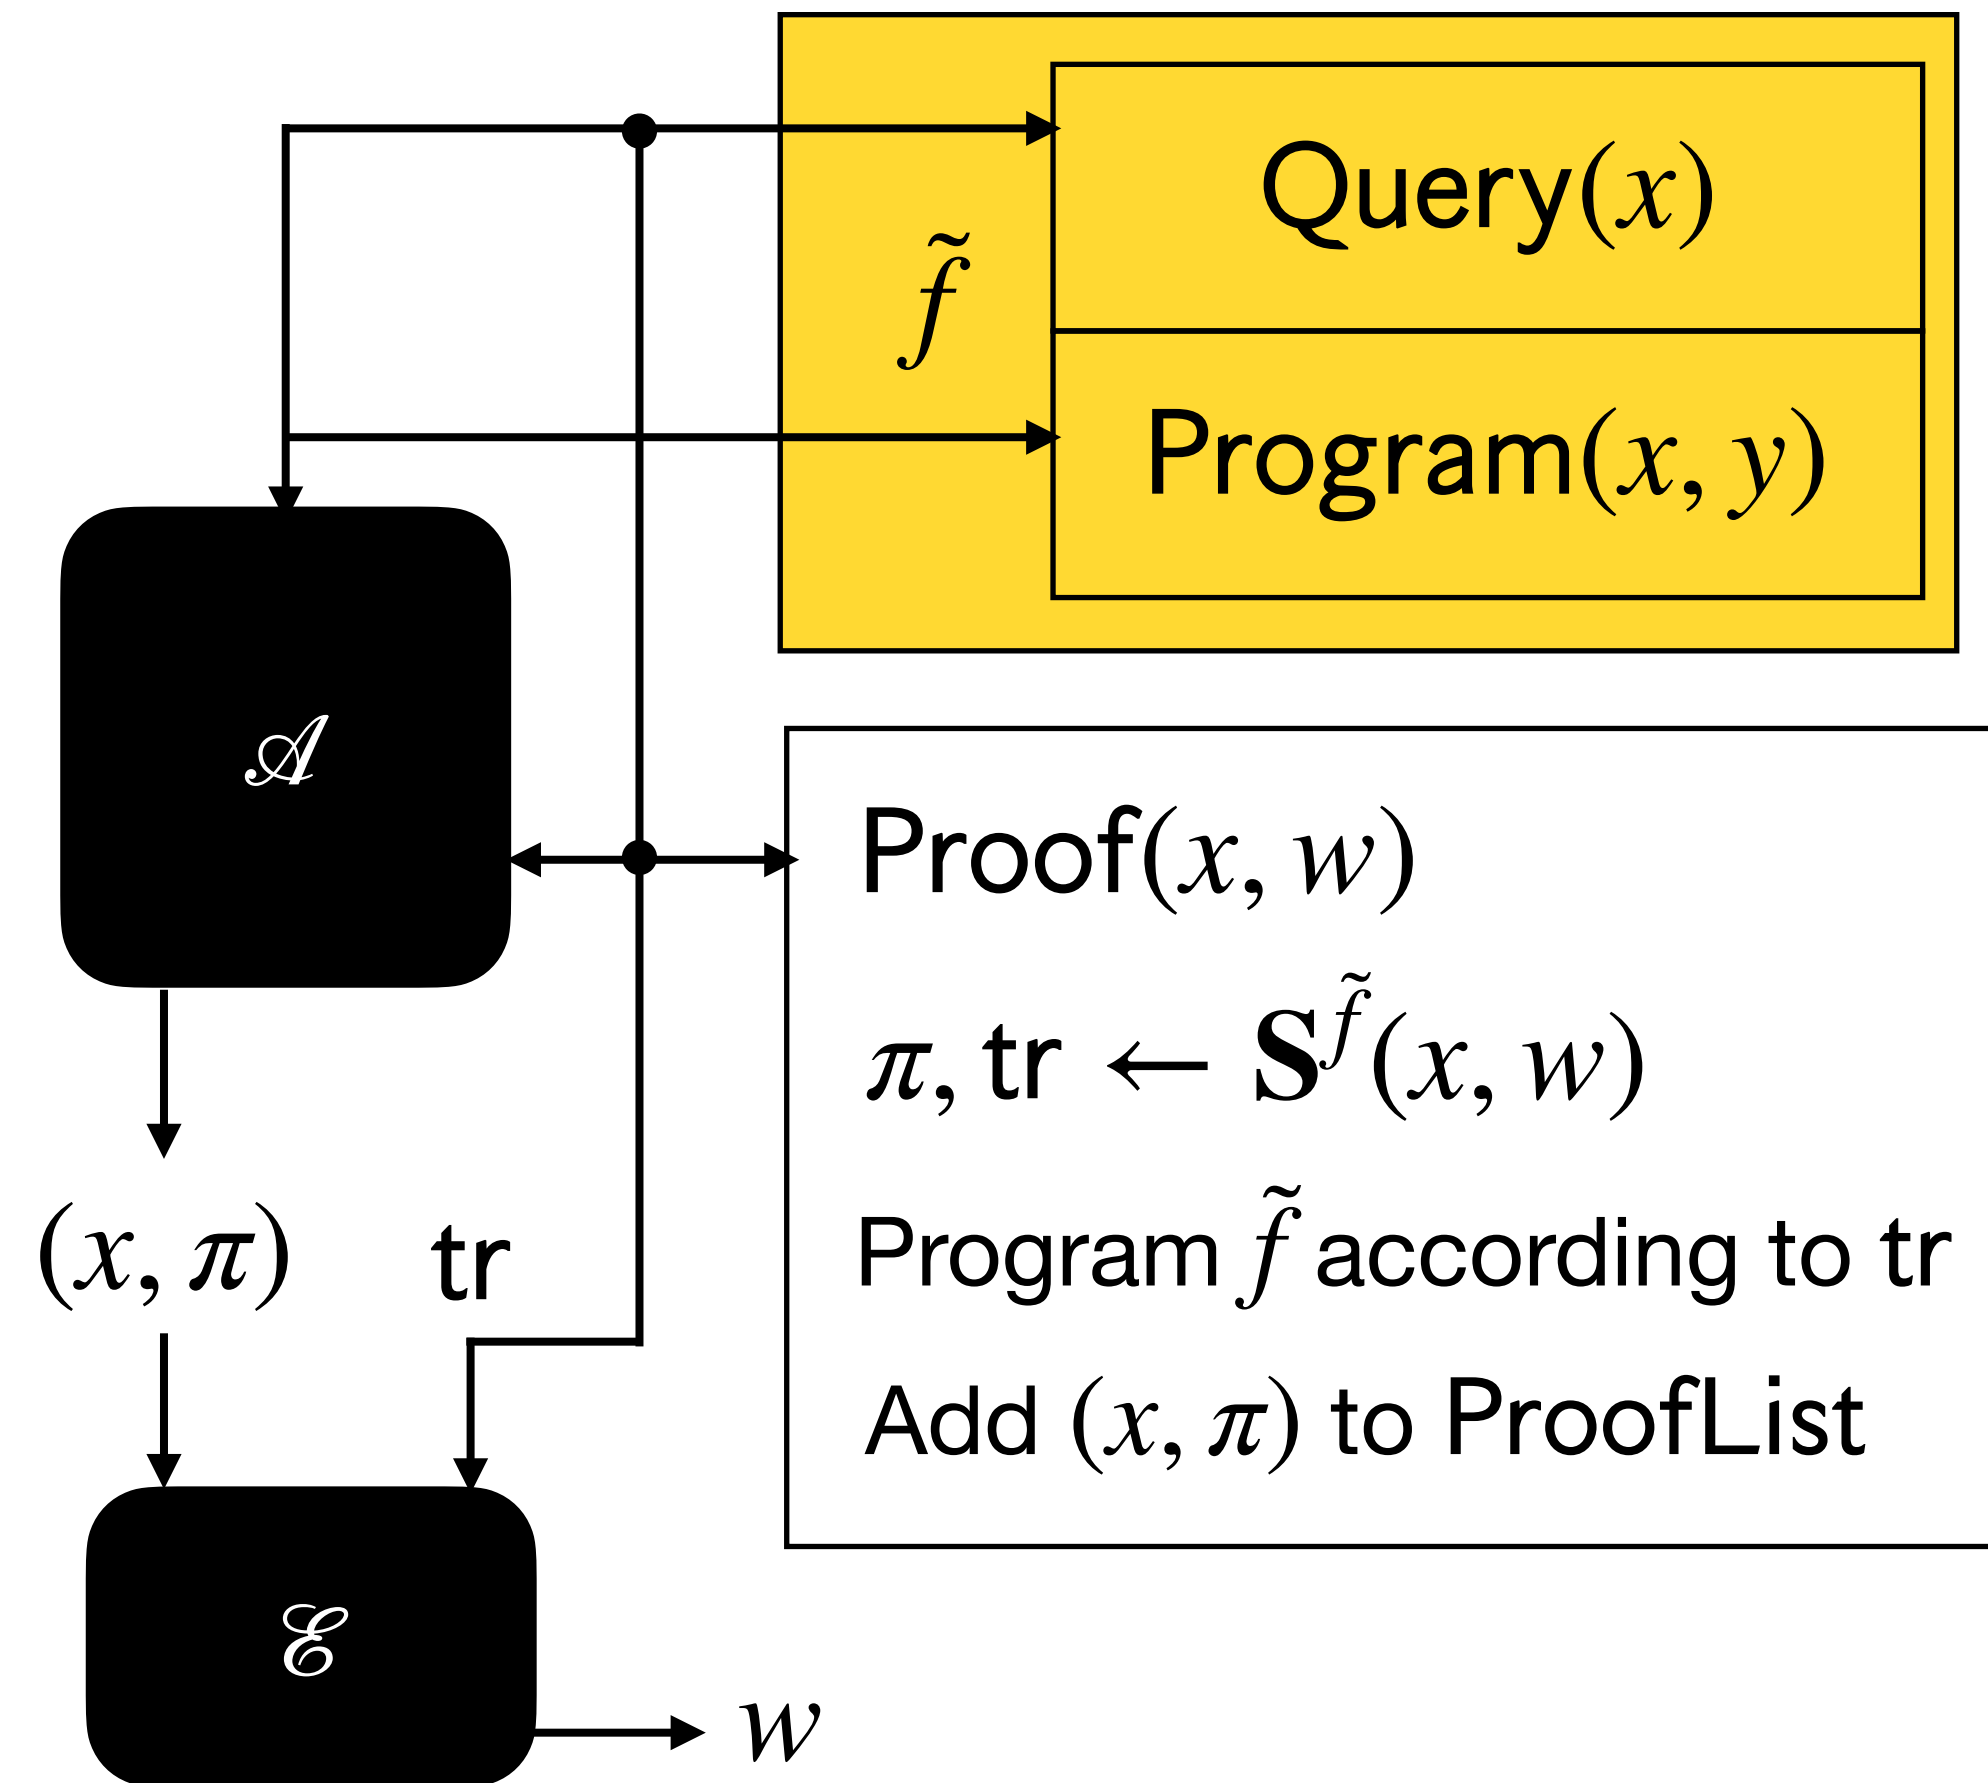 Query(x)
f̃
Program(x, y)
𝒜
Proof(x, w)
π, tr ← S^f̃(x, w)
Program f̃ according to tr
Add (x, π) to ProofList
(x, π)
tr
ℰ
w